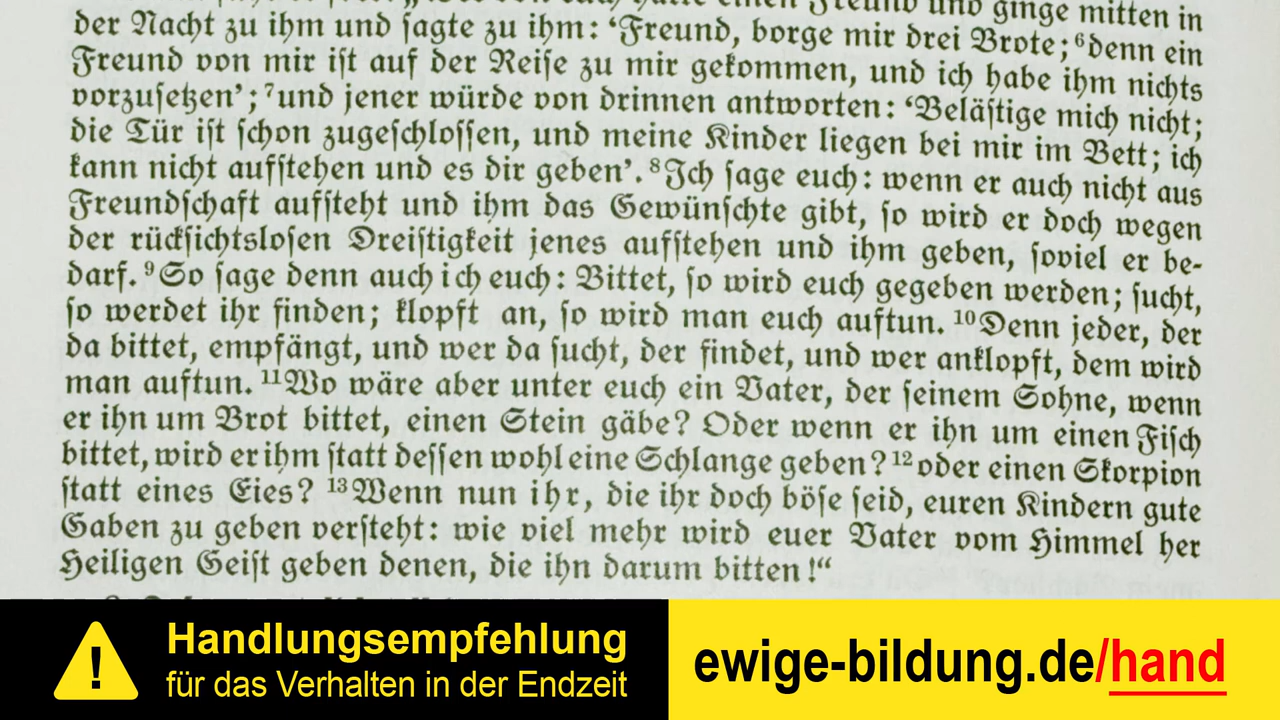 einen Freund und ginge mitten in
der Nacht zu ihm und ſagte zu ihm: ‘Freund, borge mir drei Brote; ⁶denn ein
Freund von mir iſt auf der Reiſe zu mir gekommen, und ich habe ihm nichts
vorzuſetzen’; ⁷und jener würde von drinnen antworten: ‘Beläſtige mich nicht;
die Tür iſt ſchon zugeſchloſſen, und meine Kinder liegen bei mir im Bett; ich
kann nicht aufſtehen und es dir geben’. ⁸Ich ſage euch: wenn er auch nicht aus
Freundſchaft aufſteht und ihm das Gewünſchte gibt, ſo wird er doch wegen
der rückſichtsloſen Dreiſtigkeit jenes aufſtehen und ihm geben, ſoviel er be-
darf. ⁹So ſage denn auch ich euch: Bittet, ſo wird euch gegeben werden; ſucht,
ſo werdet ihr finden; klopft an, ſo wird man euch auftun. ¹⁰Denn jeder, der
da bittet, empfängt, und wer da ſucht, der findet, und wer anklopft, dem wird
man auftun. ¹¹Wo wäre aber unter euch ein Vater, der ſeinem Sohne, wenn
er ihn um Brot bittet, einen Stein gäbe? Oder wenn er ihn um einen Fiſch
bittet, wird er ihm ſtatt deſſen wohl eine Schlange geben? ¹²oder einen Skorpion
ſtatt eines Eies? ¹³Wenn nun ihr, die ihr doch böſe ſeid, euren Kindern gute
Gaben zu geben verſteht: wie viel mehr wird euer Vater vom Himmel her
Heiligen Geiſt geben denen, die ihn darum bitten!“
Handlungsempfehlung
für das Verhalten in der Endzeit
ewige-bildung.de/hand